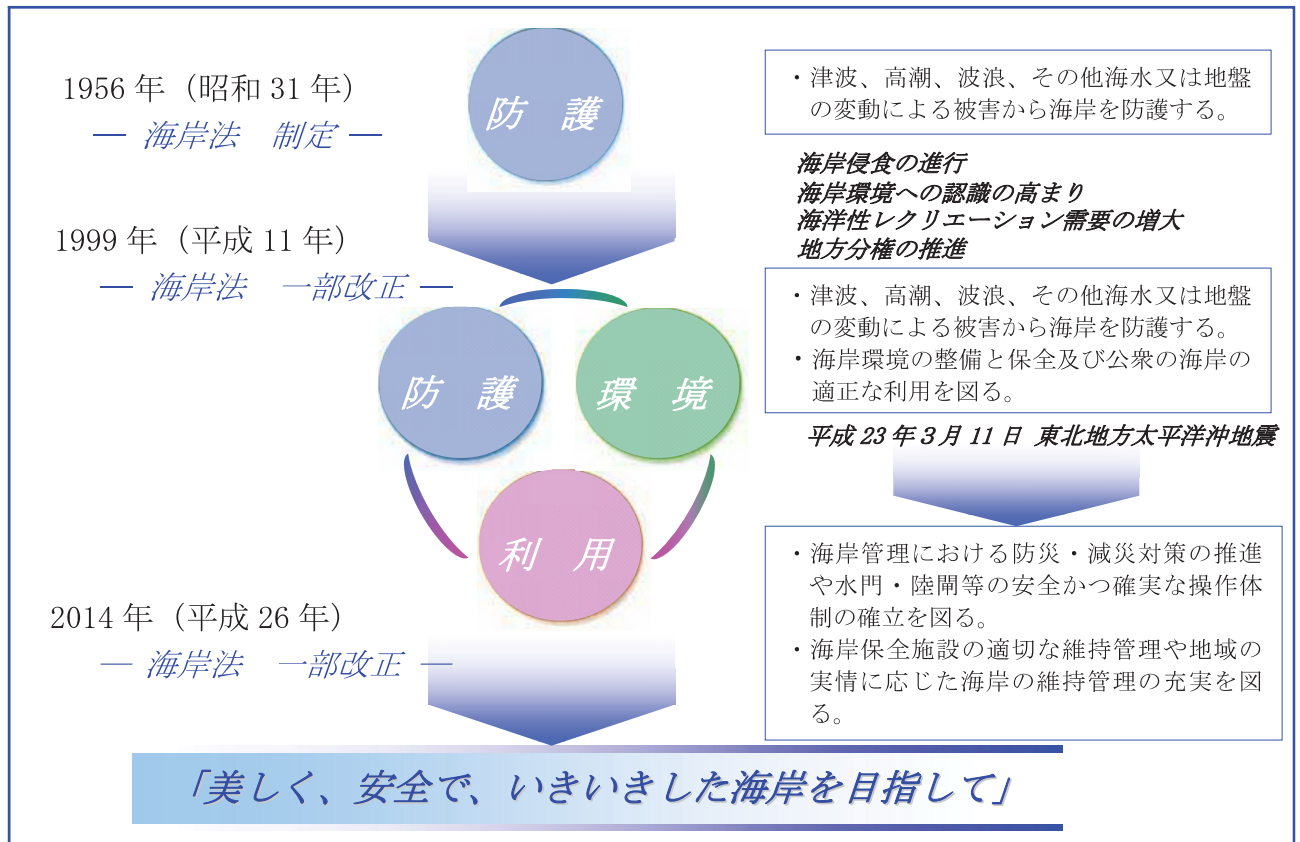 1956 年（昭和 31 年）
― 海岸法　制定 ―
防　護
・津波、高潮、波浪、その他海水又は地盤
の変動による被害から海岸を防護する。
海岸侵食の進行
海岸環境への認識の高まり
海洋性レクリエーション需要の増大
地方分権の推進
1999 年（平成 11 年）
― 海岸法　一部改正 ―
防　護
環　境
利　用
・津波、高潮、波浪、その他海水又は地盤
の変動による被害から海岸を防護する。
・海岸環境の整備と保全及び公衆の海岸の
適正な利用を図る。
平成 23 年３月 11 日 東北地方太平洋沖地震
2014 年（平成 26 年）
― 海岸法　一部改正 ―
・海岸管理における防災・減災対策の推進
や水門・陸閘等の安全かつ確実な操作体
制の確立を図る。
・海岸保全施設の適切な維持管理や地域の
実情に応じた海岸の維持管理の充実を図
る。
「美しく、安全で、いきいきした海岸を目指して」